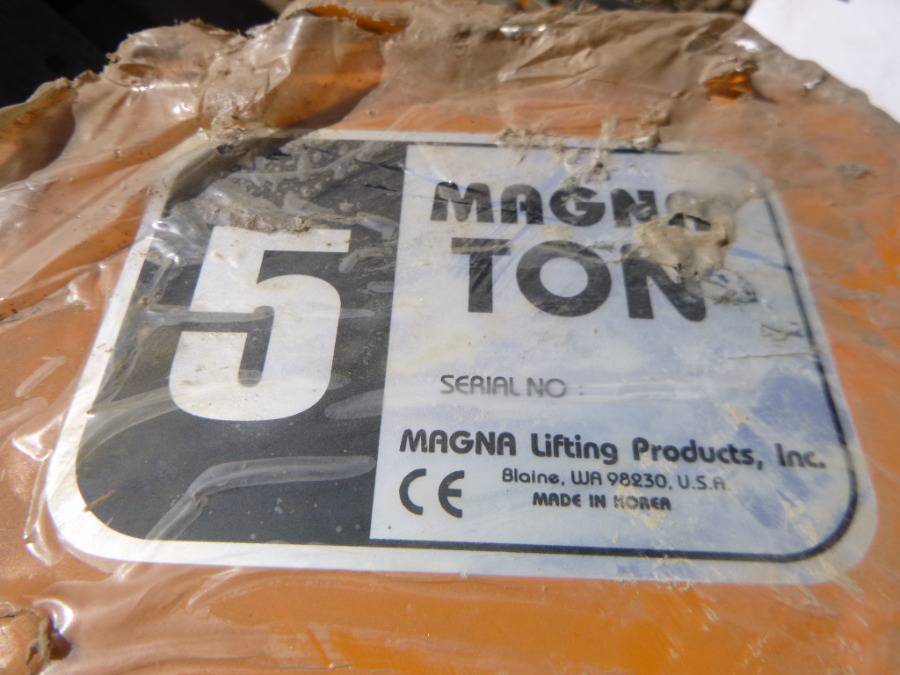 5
MAGNA
TON
SERIAL NO :
MAGNA Lifting Products, Inc.
CE Blaine, WA 98230, U.S.A.
MADE IN KOREA